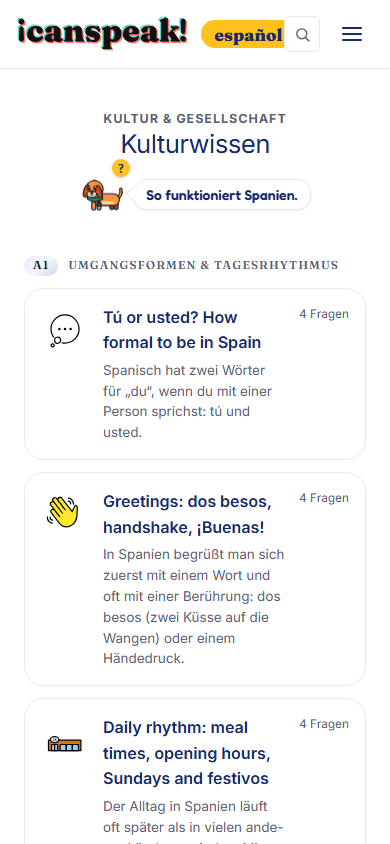 ¡canspeak!
español
KULTUR & GESELLSCHAFT
Kulturwissen
?
So funktioniert Spanien.
A1 UMGANGSFORMEN & TAGESRHYTHMUS
Tú or usted? How
formal to be in Spain
4 Fragen
Spanisch hat zwei Wörter
für „du“, wenn du mit einer
Person sprichst: tú und
usted.
Greetings: dos besos,
handshake, ¡Buenas!
4 Fragen
In Spanien begrüßt man sich
zuerst mit einem Wort und
oft mit einer Berührung: dos
besos (zwei Küsse auf die
Wangen) oder einem
Händedruck.
Daily rhythm: meal
times, opening hours,
Sundays and festivos
4 Fragen
Der Alltag in Spanien läuft
oft später als in vielen ande-